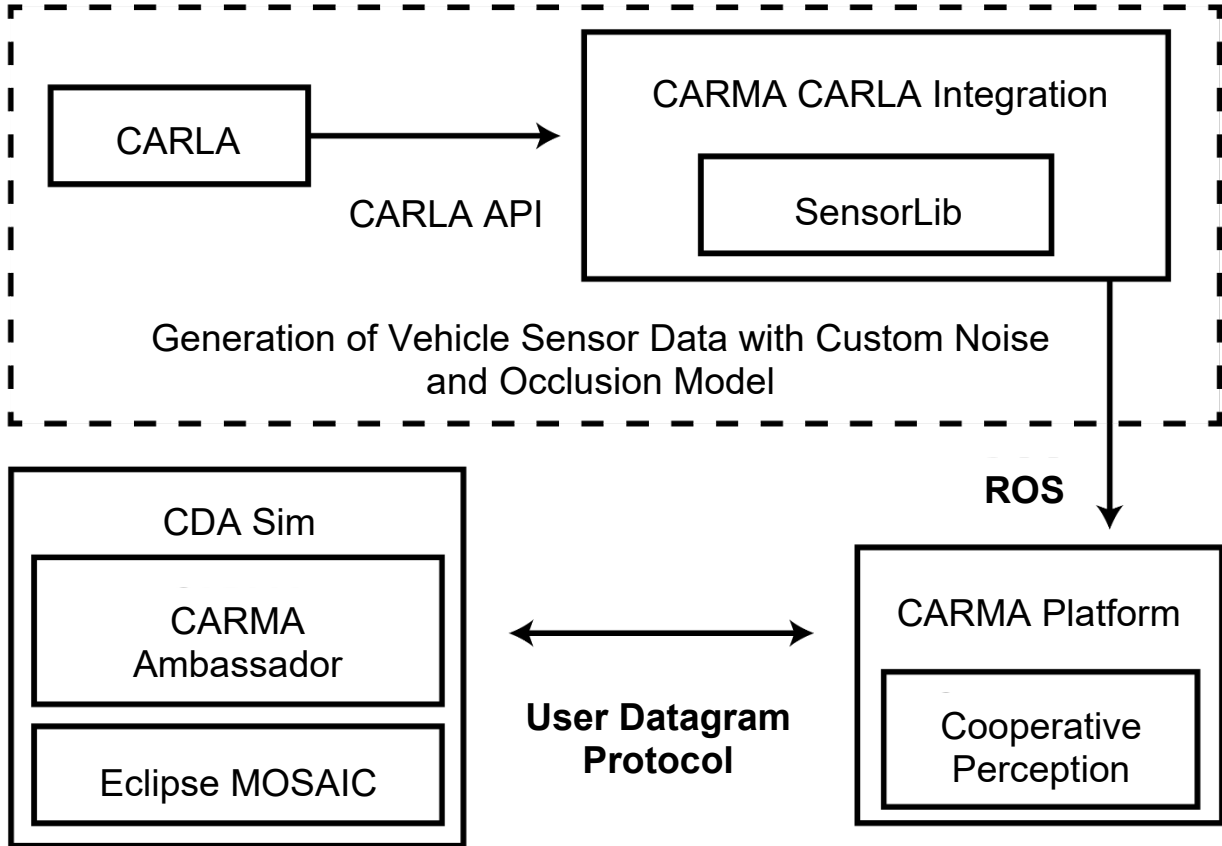 CARLA
CARLA API
CARMA CARLA Integration
SensorLib
Generation of Vehicle Sensor Data with Custom Noise
and Occlusion Model
ROS
CDA Sim
CARMA
Ambassador
Eclipse MOSAIC
User Datagram
Protocol
CARMA Platform
Cooperative
Perception